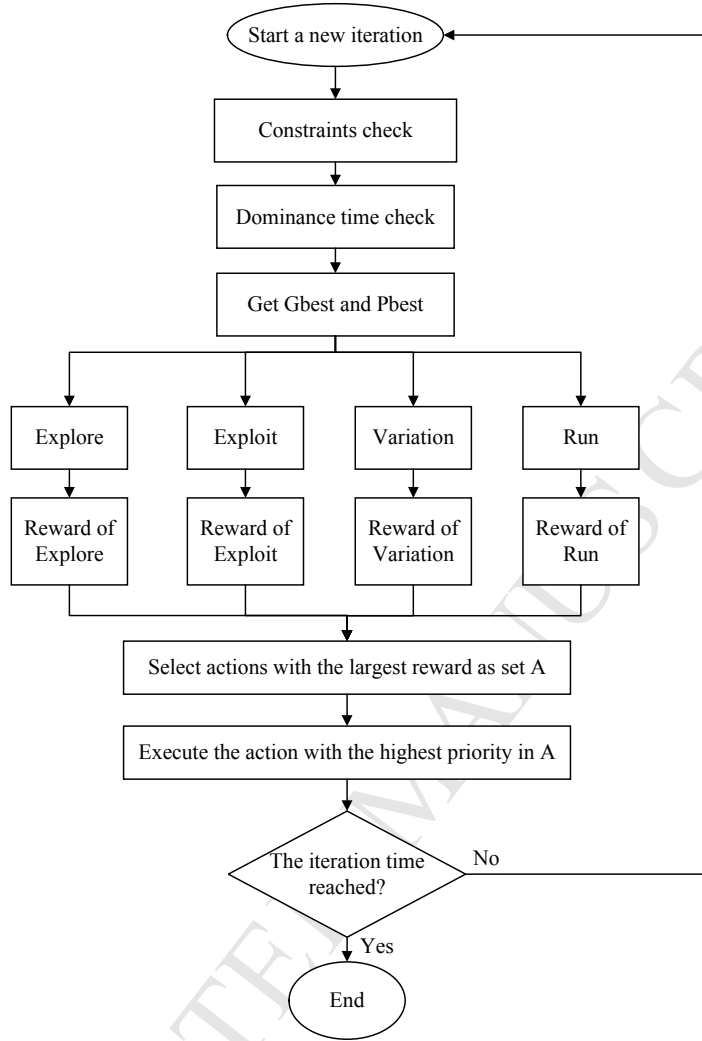 Start a new iteration
Constraints check
Dominance time check
Get Gbest and Pbest
Explore
Exploit
Variation
Run
Reward of
Explore
Reward of
Exploit
Reward of
Variation
Reward of
Run
Select actions with the largest reward as set A
Execute the action with the highest priority in A
The iteration time
reached?
No
Yes
End